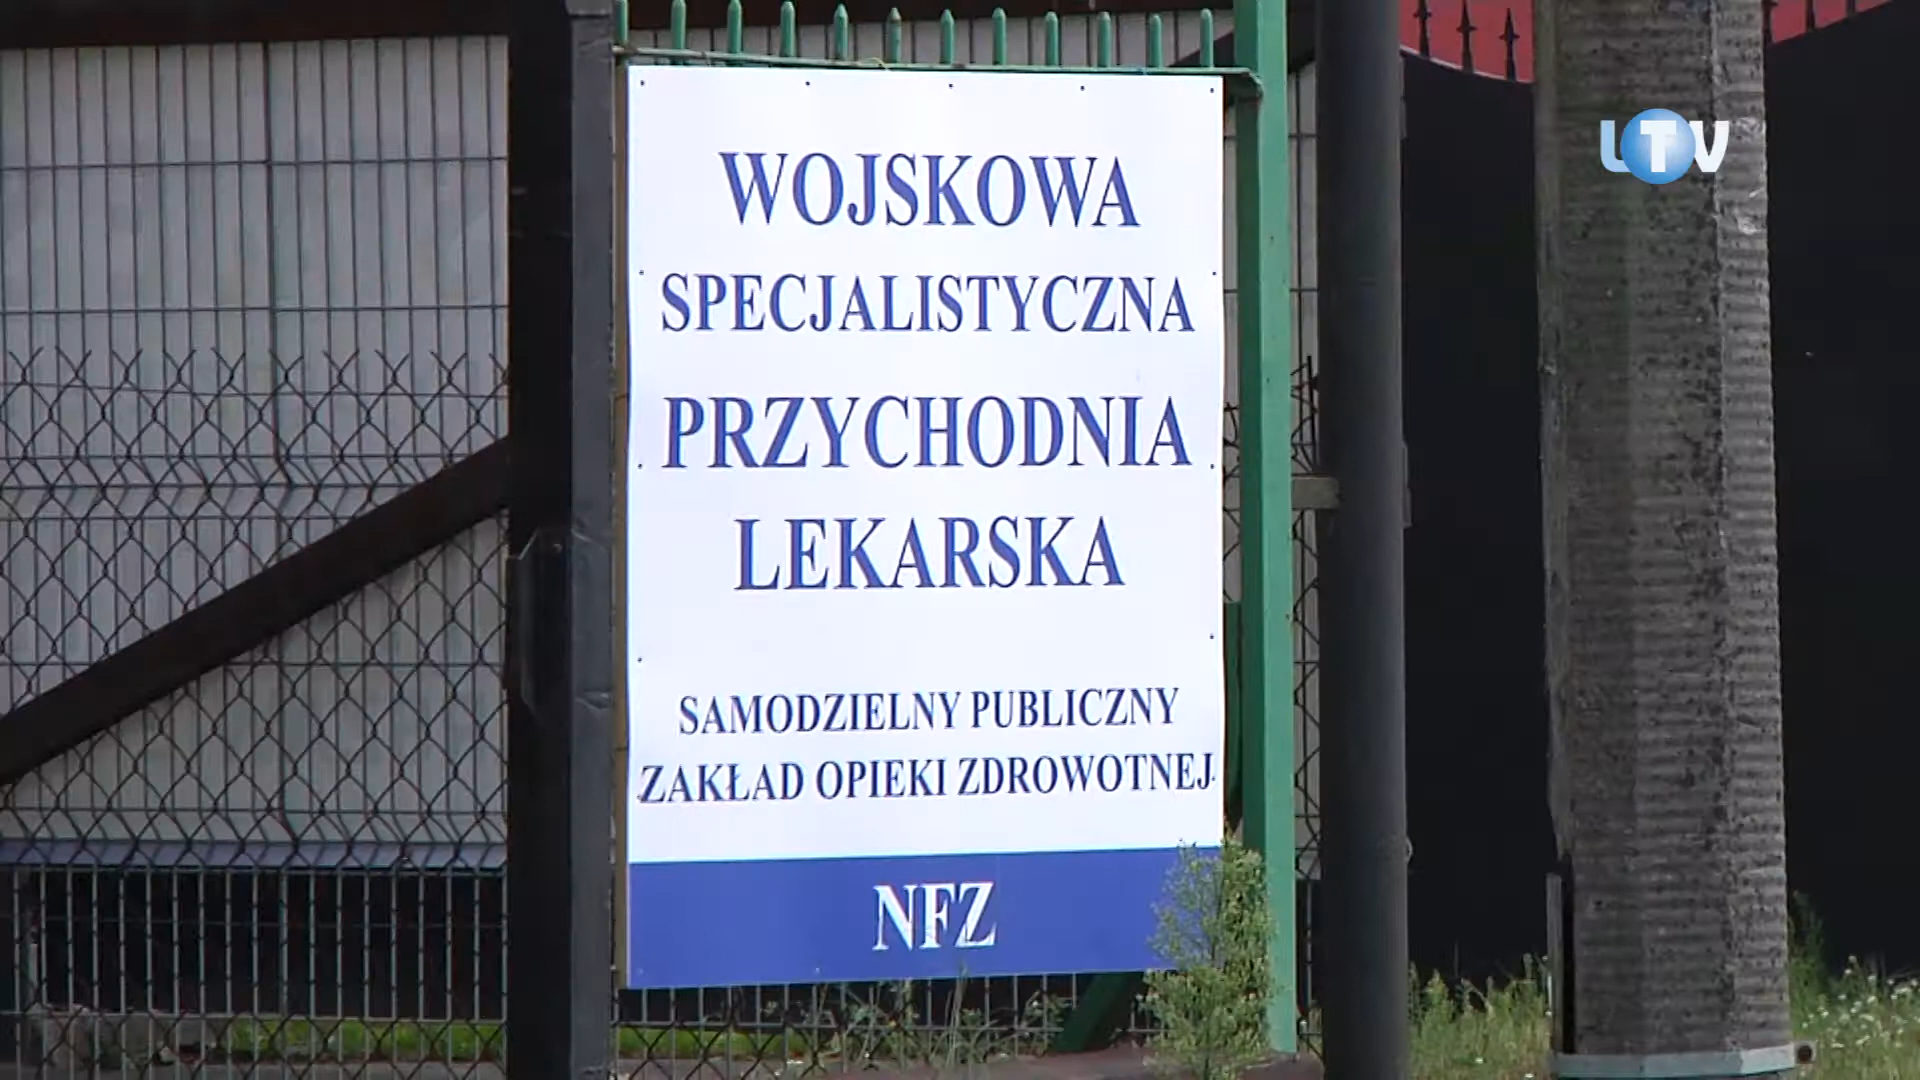 LTV
WOJSKOWA
SPECJALISTYCZNA
PRZYCHODNIA
LEKARSKA
SAMODZIELNY PUBLICZNY
ZAKŁAD OPIEKI ZDROWOTNEJ
NFZ